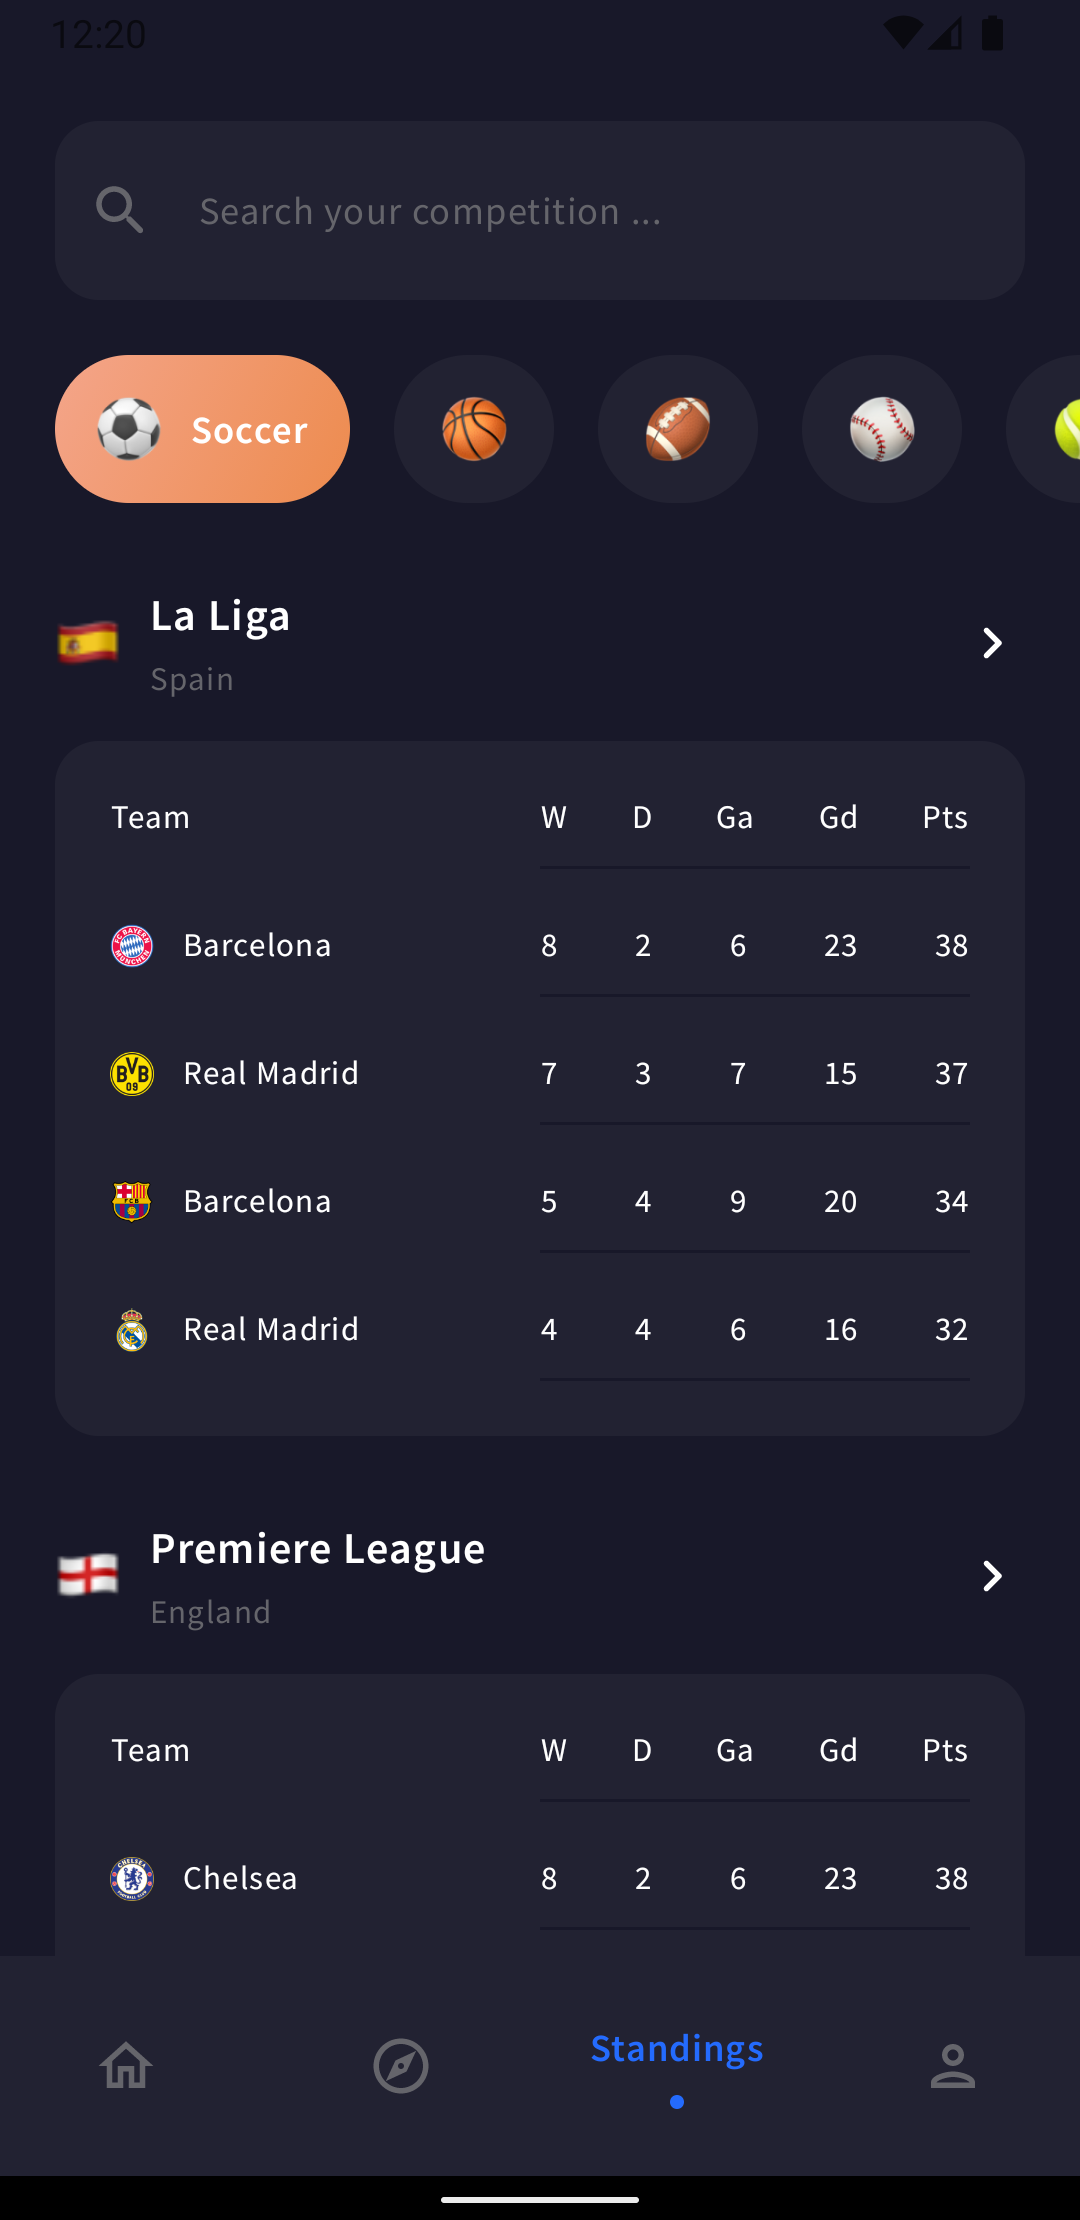 12:20
Search your competition ...
Soccer
La Liga
Spain
Team W D Ga Gd Pts
Barcelona 8 2 6 23 38
BVB 09
Real Madrid 7 3 7 15 37
Barcelona 5 4 9 20 34
Real Madrid 4 4 6 16 32
Premiere League
England
Team W D Ga Gd Pts
Chelsea 8 2 6 23 38
Standings